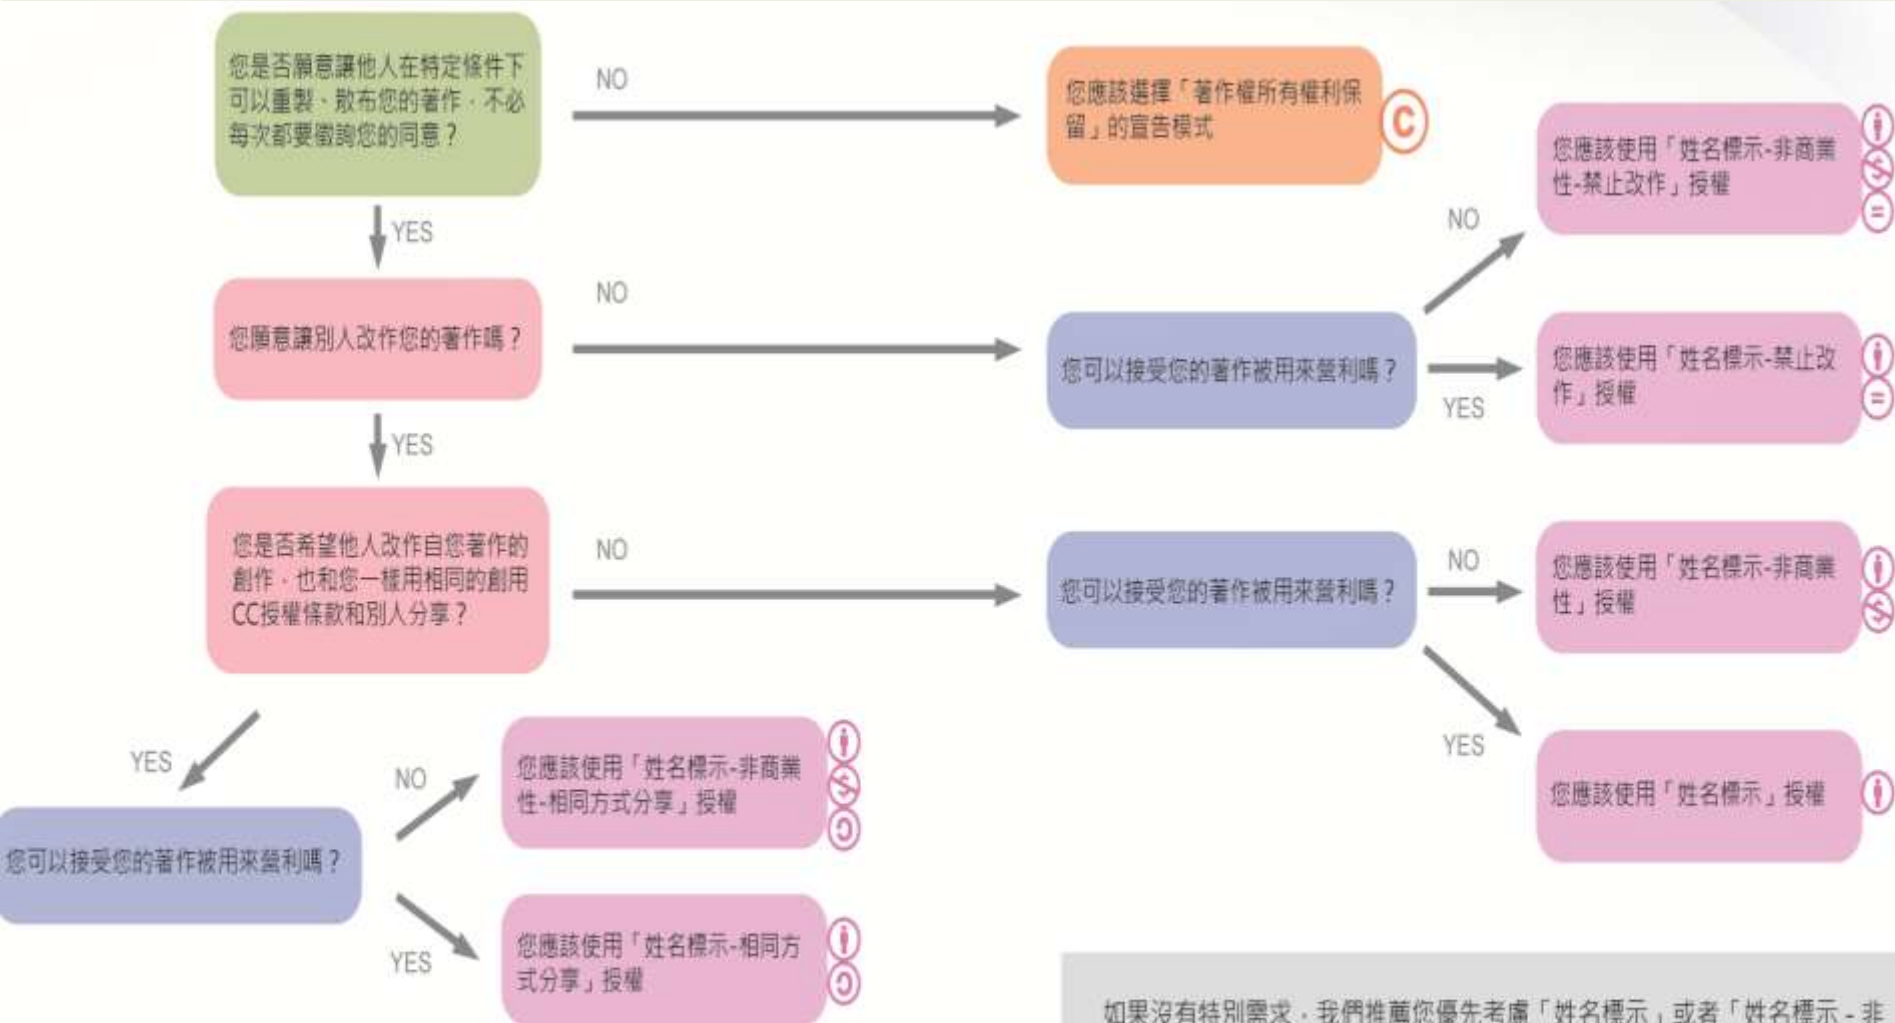 您是否願意讓他人在特定條件下
可以重製、散布您的著作，不必
每次都要徵詢您的同意？
NO
您應該選擇「著作權所有權利保
留」的宣告模式
C
YES
您願意讓別人改作您的著作嗎？
NO
您可以接受您的著作被用來營利嗎？
NO
您應該使用「姓名標示-非商業
性-禁止改作」授權
YES
您應該使用「姓名標示-禁止改
作」授權
YES
您是否希望他人改作自您著作的
創作，也和您一樣用相同的創用
CC授權條款和別人分享？
NO
您可以接受您的著作被用來營利嗎？
NO
您應該使用「姓名標示-非商業
性」授權
YES
您應該使用「姓名標示」授權
YES
您可以接受您的著作被用來營利嗎？
NO
您應該使用「姓名標示-非商業
性-相同方式分享」授權
YES
您應該使用「姓名標示-相同方
式分享」授權
如果沒有特別需求，我們推薦您優先考慮「姓名標示」或者「姓名標示 - 非